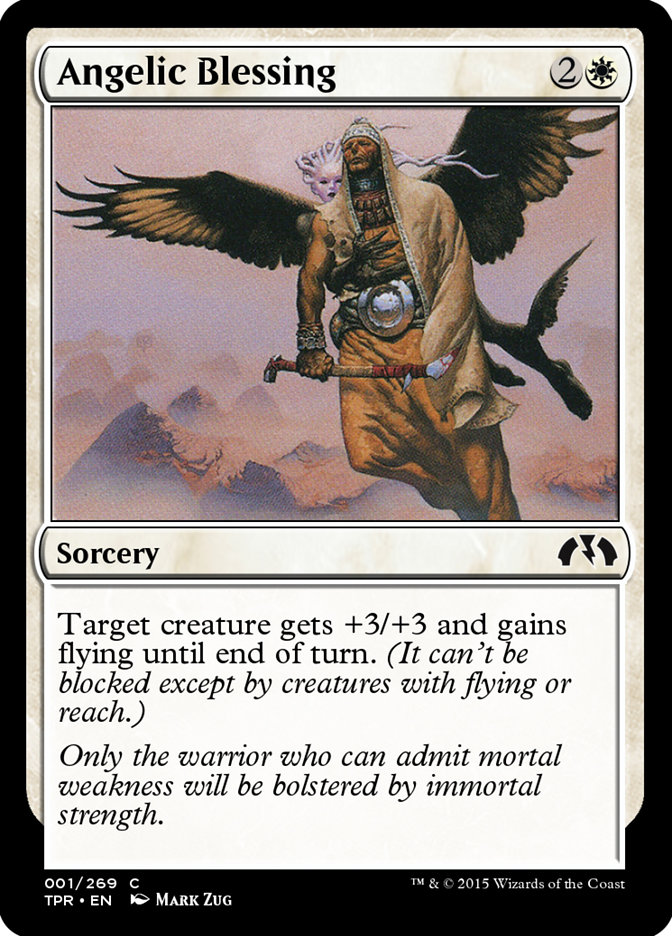 Angelic Blessing 2
Sorcery
Target creature gets +3/+3 and gains
flying until end of turn. (It can't be
blocked except by creatures with flying or
reach.)
Only the warrior who can admit mortal
weakness will be bolstered by immortal
strength.
001/269 C
TPR • EN Mark Zug
™ & © 2015 Wizards of the Coast